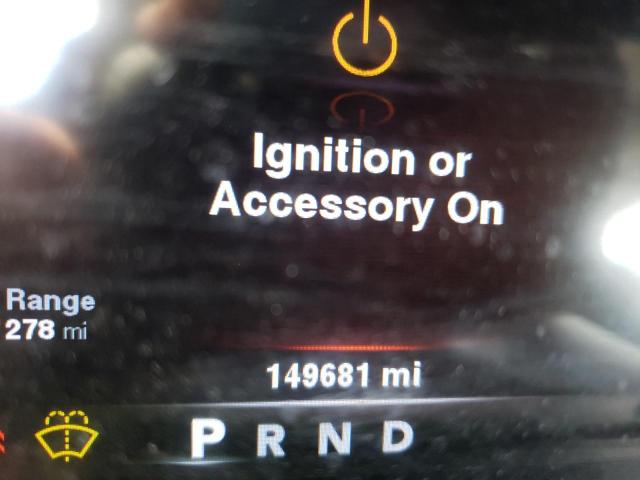 Ignition or
Accessory On
Range
278 mi
149681 mi
P R N D